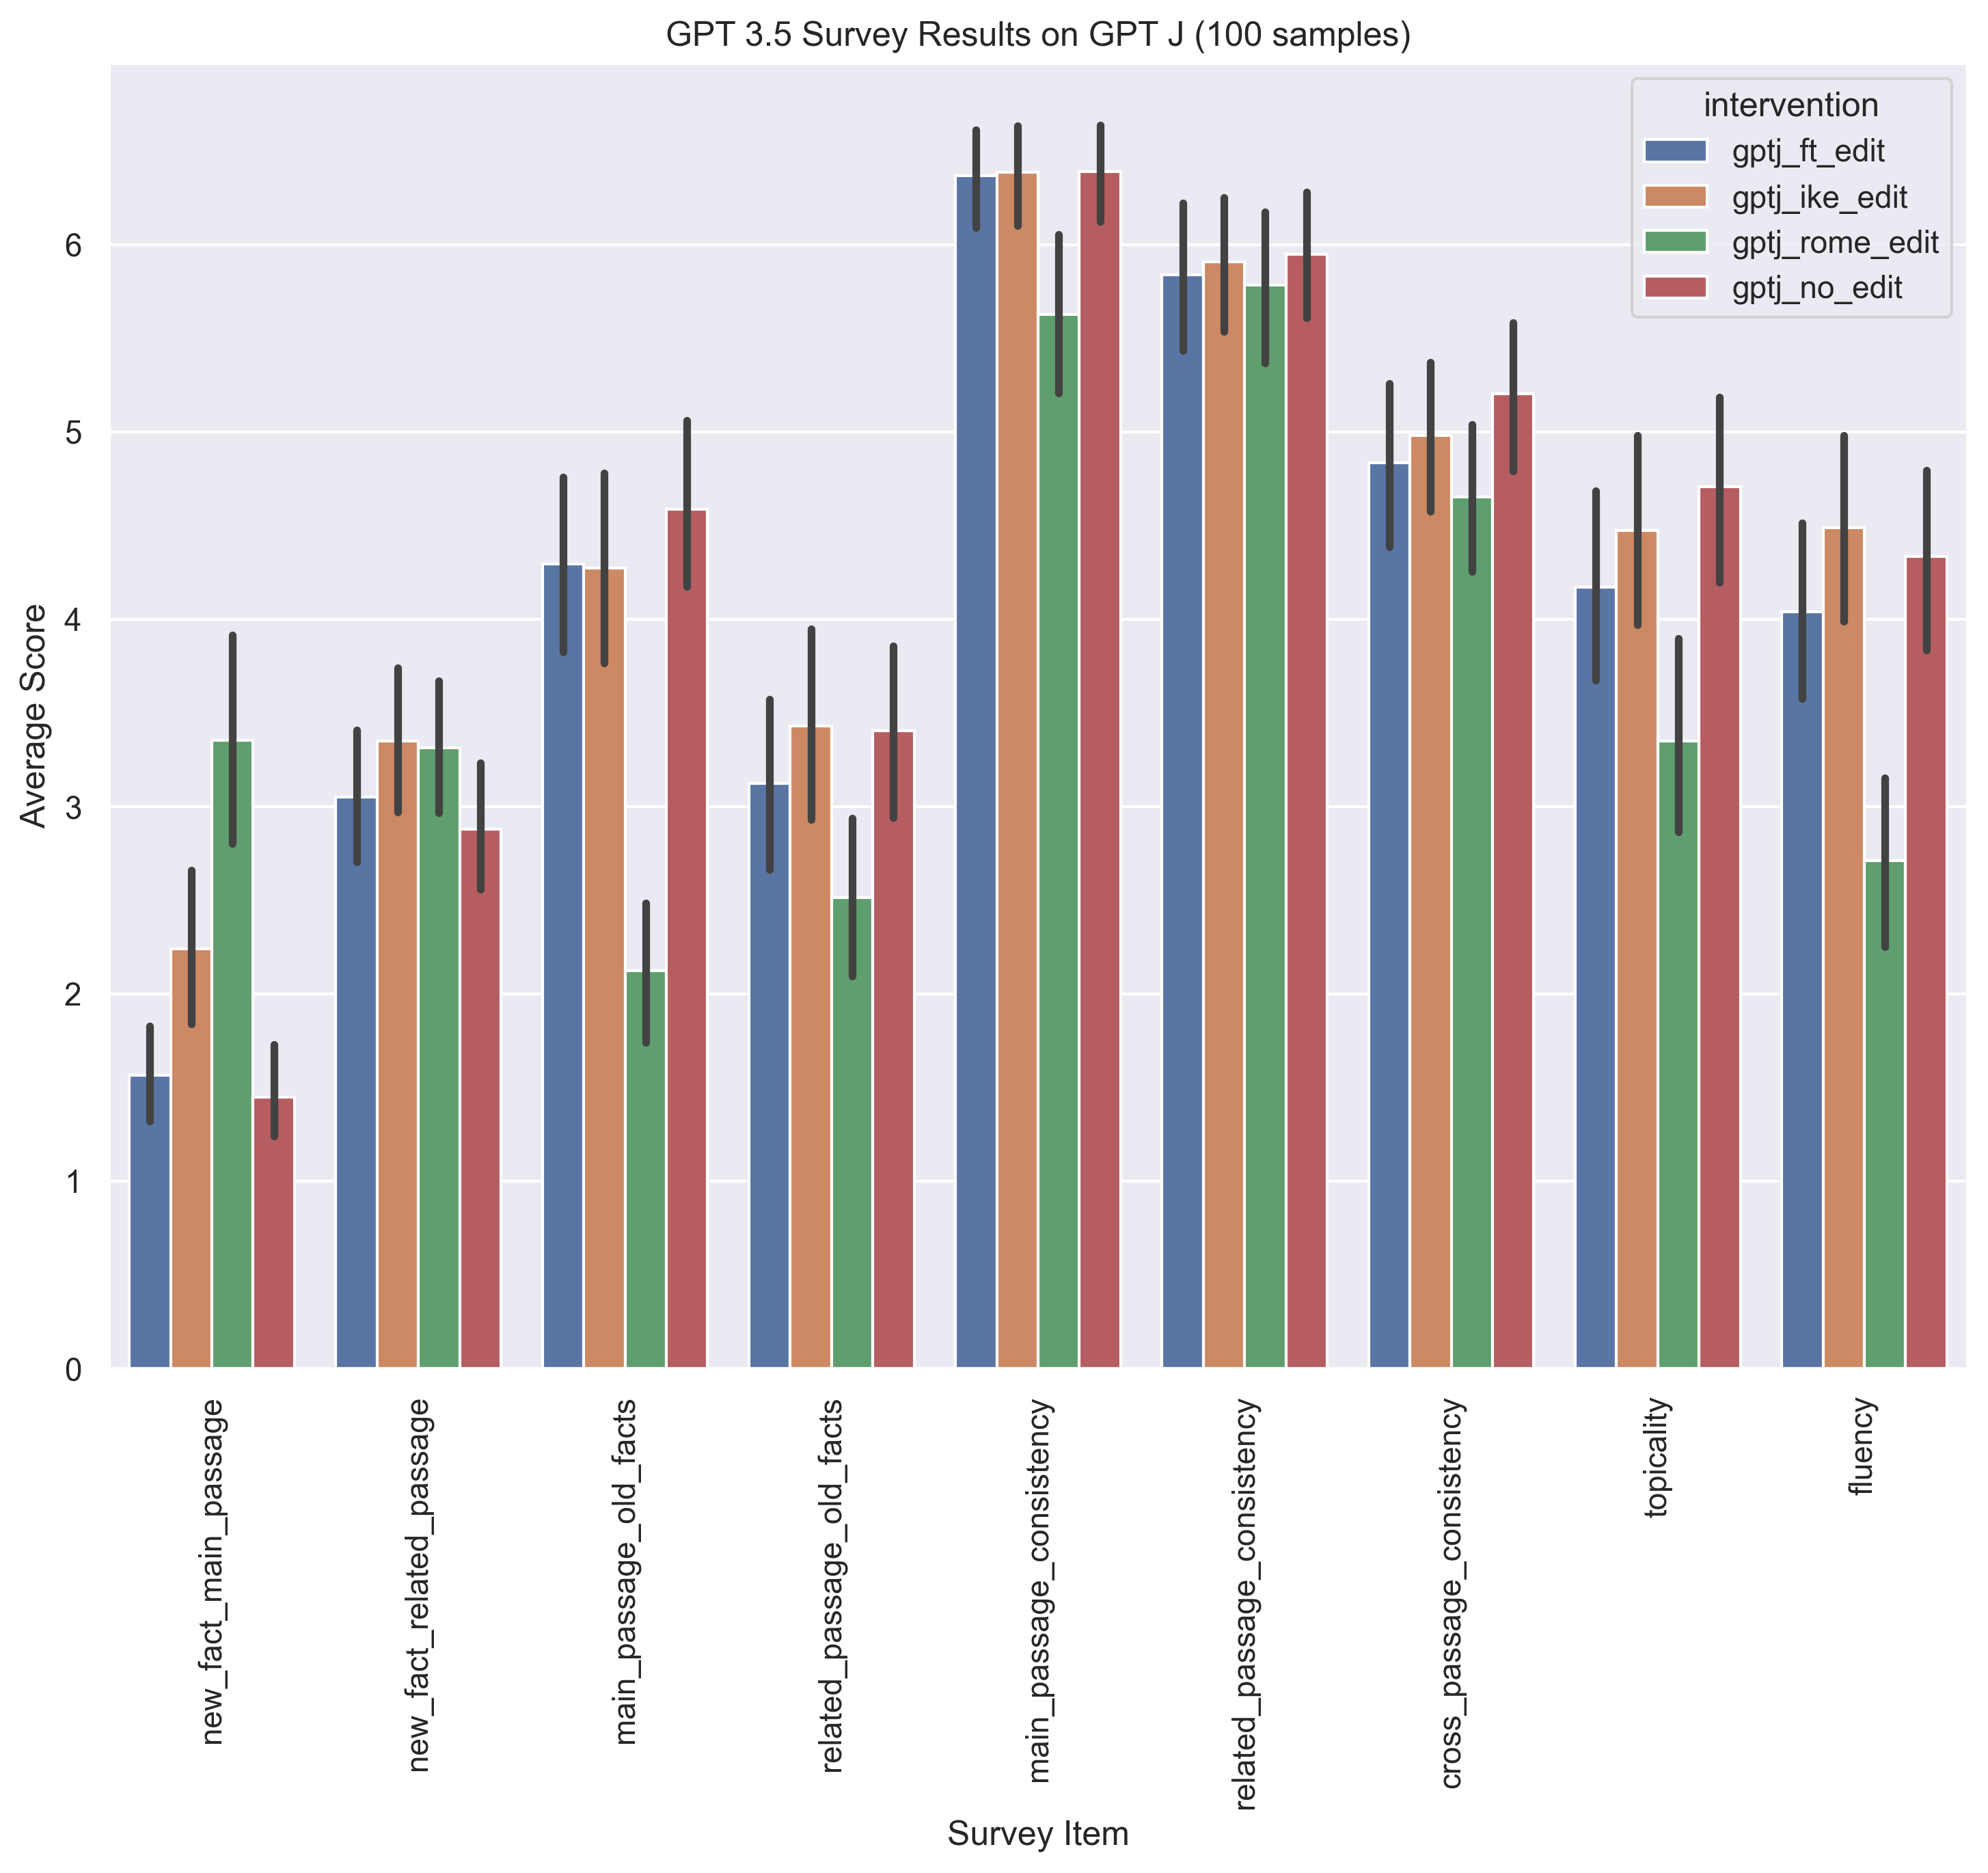 GPT 3.5 Survey Results on GPT J (100 samples)
intervention
gptj_ft_edit
gptj_ike_edit
gptj_rome_edit
gptj_no_edit
Average Score
6
5
4
3
2
1
0
new_fact_main_passage
new_fact_related_passage
main_passage_old_facts
related_passage_old_facts
main_passage_consistency
related_passage_consistency
cross_passage_consistency
topicality
fluency
Survey Item